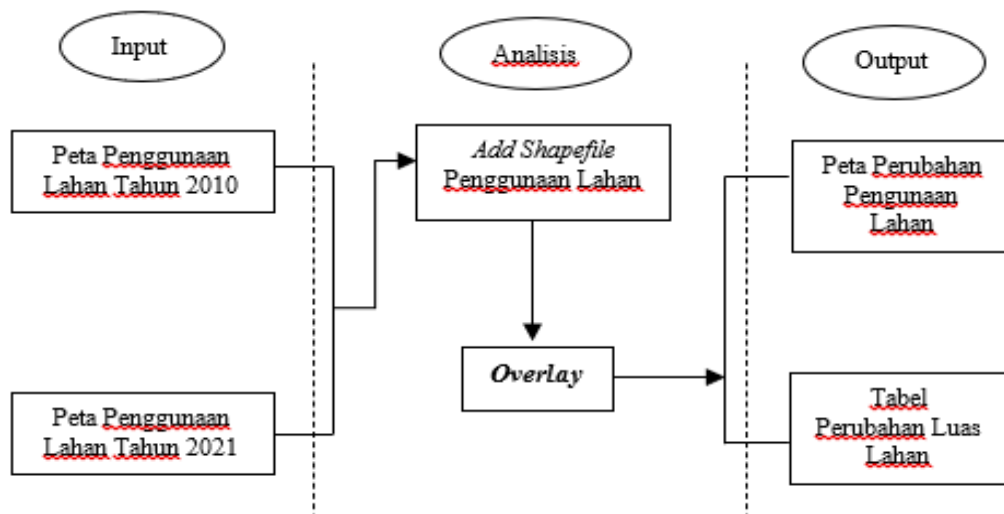 Input
Analisis
Output
Peta Penggunaan
Lahan Tahun 2010
Add Shapefile
Penggunaan Lahan
Peta Perubahan
Pengunaan
Lahan
Overlay
Peta Penggunaan
Lahan Tahun 2021
Tabel
Perubahan Luas
Lahan